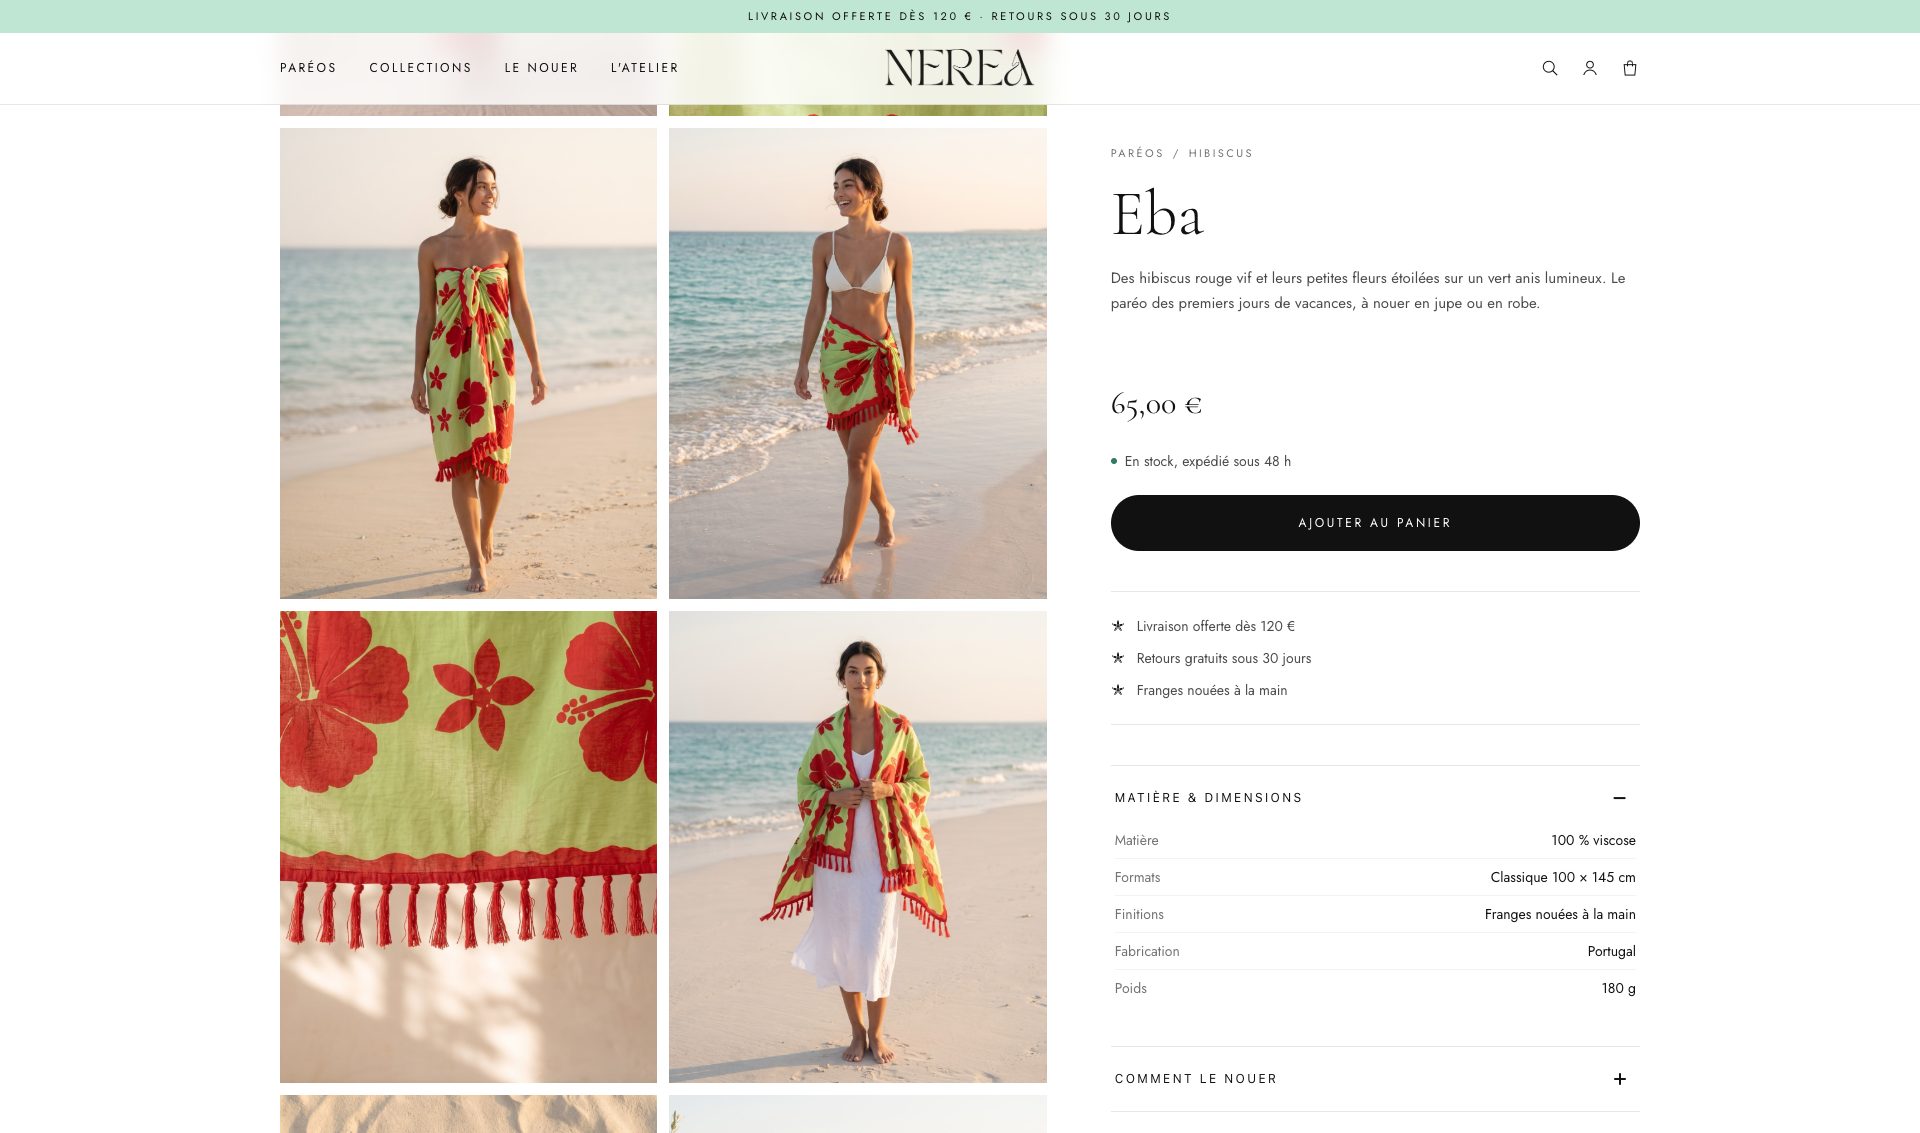 LIVRAISON OFFERTE DÈS 120 € · RETOURS SOUS 30 JOURS
PARÉOS COLLECTIONS LE NOUER L'ATELIER NEREA
PARÉOS / HIBISCUS
Eba
Des hibiscus rouge vif et leurs petites fleurs étoilées sur un vert anis lumineux. Le
paréo des premiers jours de vacances, à nouer en jupe ou en robe.
65,00 €
En stock, expédié sous 48 h
AJOUTER AU PANIER
Livraison offerte dès 120 €
Retours gratuits sous 30 jours
Franges nouées à la main
MATIÈRE & DIMENSIONS
Matière 100 % viscose
Formats Classique 100 × 145 cm
Finitions Franges nouées à la main
Fabrication Portugal
Poids 180 g
COMMENT LE NOUER